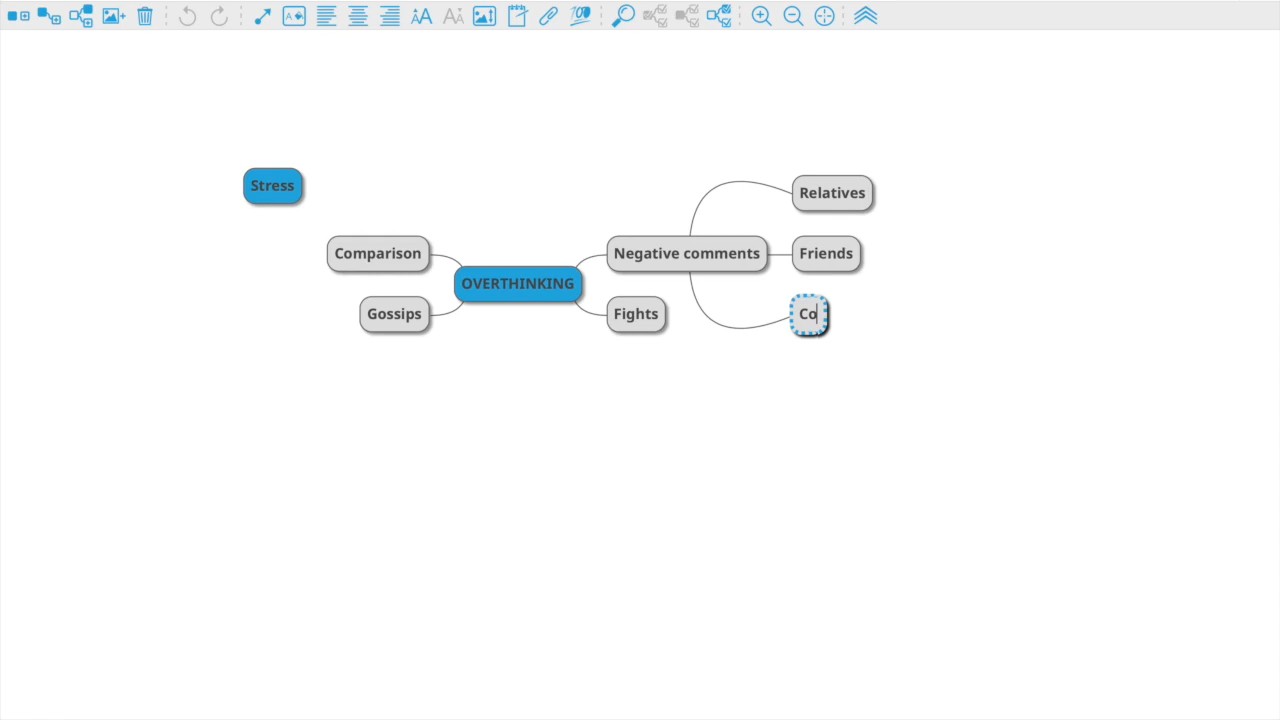 Stress
Relatives
Comparison
Negative comments
Friends
OVERTHINKING
Gossips
Fights
Co